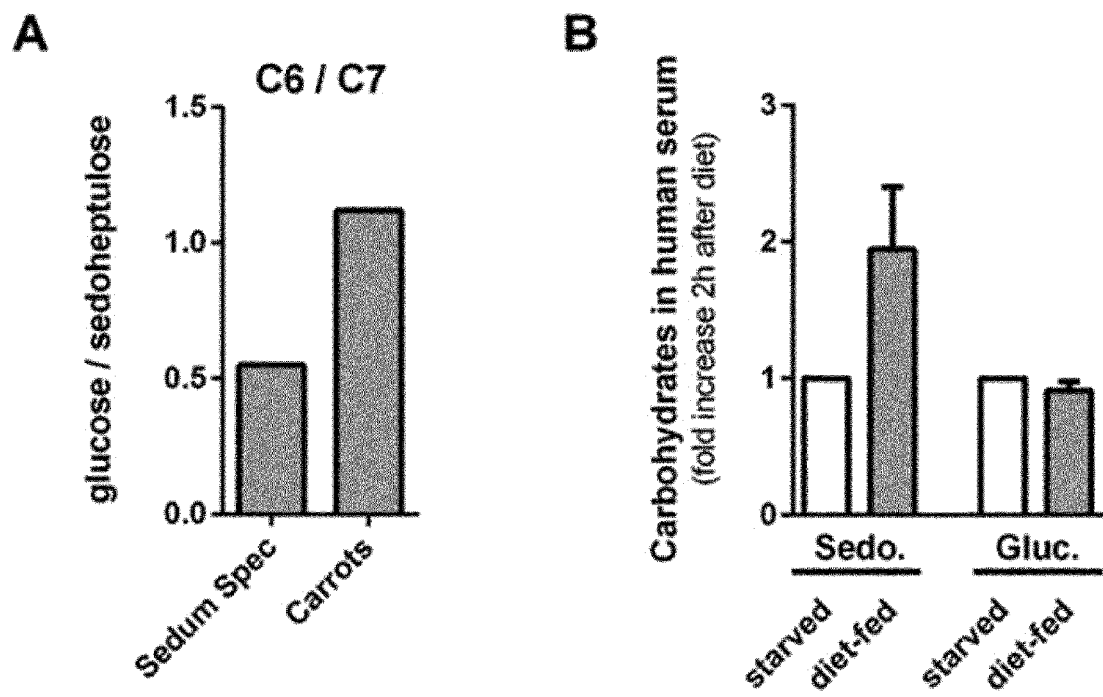 A
C6 / C7
glucose / sedoheptulose
1.5
1.0
0.5
0.0
Sedum Spec
Carrots
B
Carbohydrates in human serum
(fold increase 2h after diet)
3
2
1
0
Sedo.
Gluc.
starved
diet-fed
starved
diet-fed